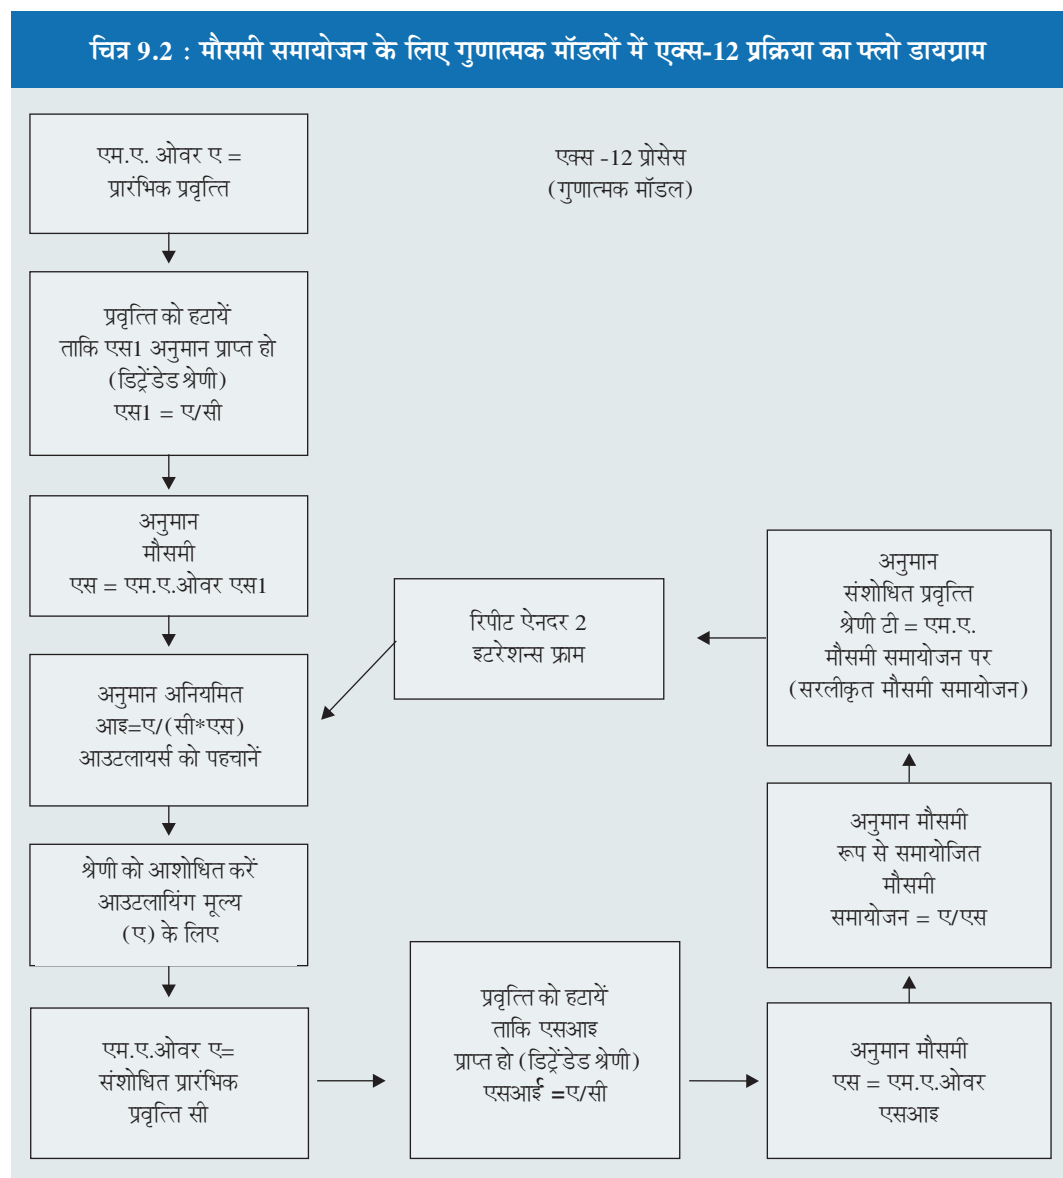 चित्र 9.2 : मौसमी समायोजन के लिए गुणात्मक मॉडलों में एक्स-12 प्रक्रिया का फ्लो डायग्राम
एम.ए. ओवर ए =
प्रारंभिक प्रवृत्ति
एक्स -12 प्रोसेस
(गुणात्मक मॉडल)
प्रवृत्ति को हटायें
ताकि एस1 अनुमान प्राप्त हो
(डिट्रेंडेड श्रेणी)
एस1 = ए/सी
अनुमान
मौसमी
एस = एम.ए.ओवर एस1
अनुमान अनियमित
आइ=ए/(सी*एस)
आउटलायर्स को पहचानें
श्रेणी को आशोधित करें
आउटलायिंग मूल्य
(ए) के लिए
एम.ए.ओवर ए=
संशोधित प्रारंभिक
प्रवृत्ति सी
प्रवृत्ति को हटायें
ताकि एसआइ
प्राप्त हो (डिट्रेंडेड श्रेणी)
एसआई =ए/सी
अनुमान मौसमी
एस = एम.ए.ओवर
एसआइ
अनुमान मौसमी
रूप से समायोजित
मौसमी
समायोजन = ए/एस
अनुमान
संशोधित प्रवृत्ति
श्रेणी टी = एम.ए.
मौसमी समायोजन पर
(सरलीकृत मौसमी समायोजन)
रिपीट ऐनदर 2
इटरेशन्स फ्राम